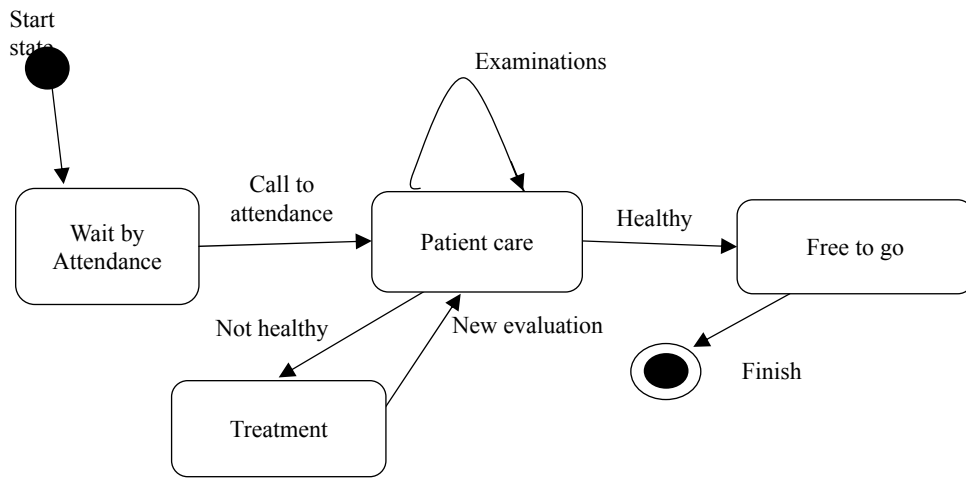 Start
state
Examinations
Call to
attendance
Wait by
Attendance
Patient care
Healthy
Free to go
Not healthy
New evaluation
Treatment
Finish